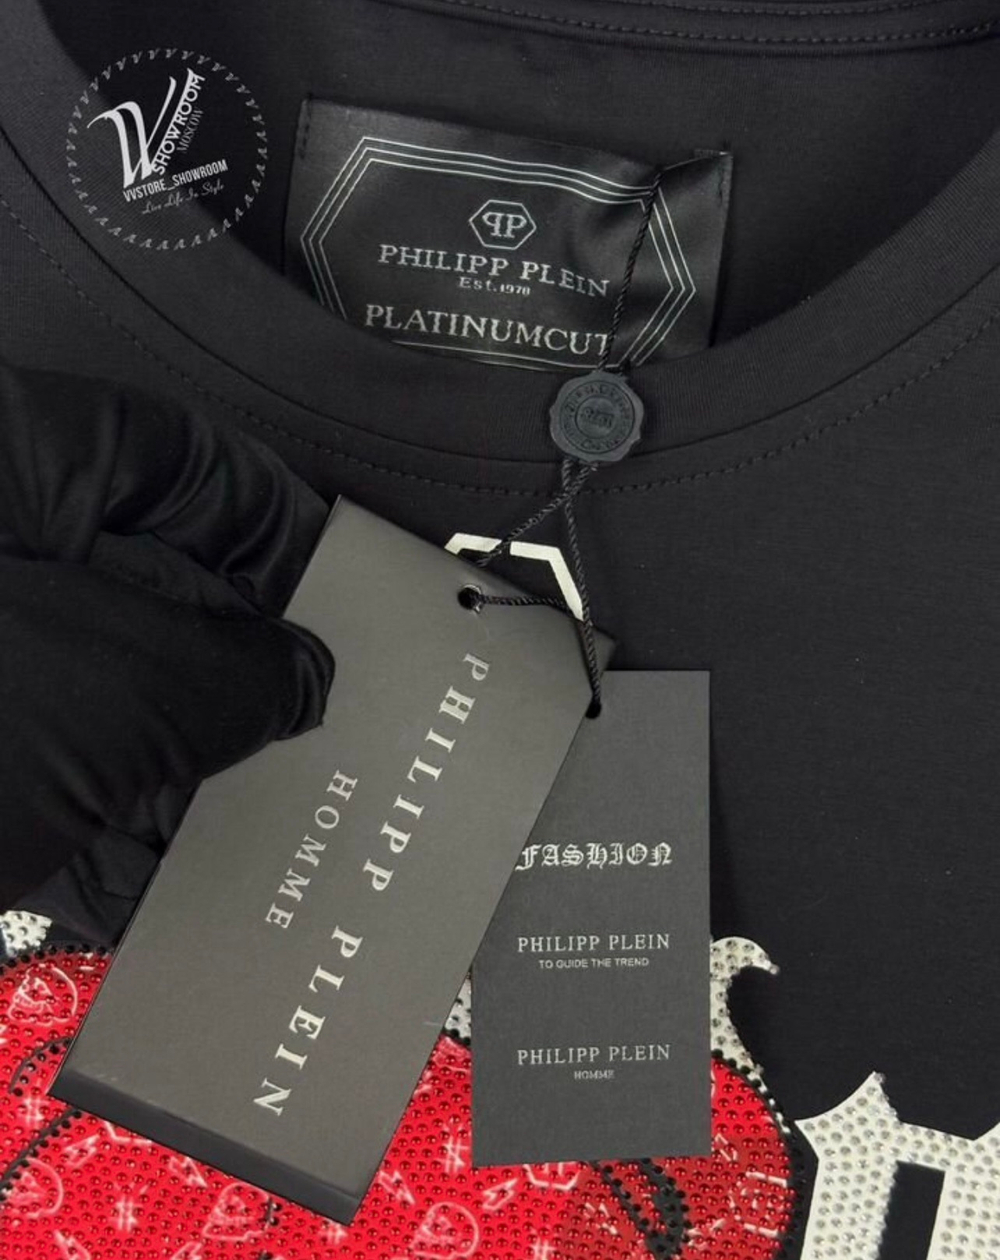 VV
SHOWROOM
MOSCOW
VVSTORE_SHOWROOM
Live Life In Style
PP
PHILIPP PLEIN
Est.1978
PLATINUMCUT
PHILIPP PLEIN
HOMME
FASHION
PHILIPP PLEIN
TO GUIDE THE TREND
PHILIPP PLEIN
HOMME